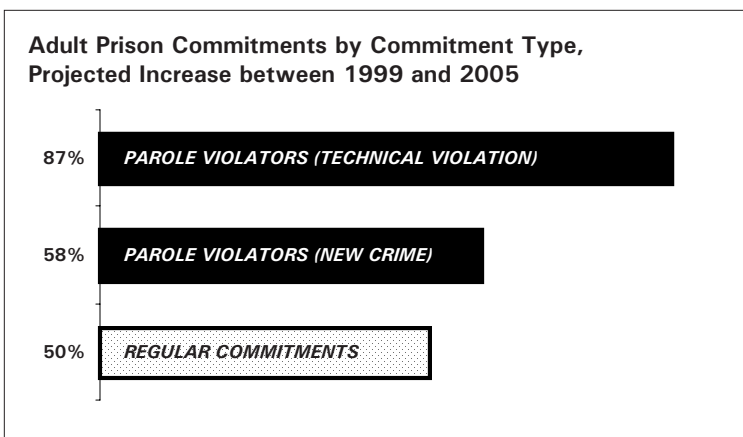 Adult Prison Commitments by Commitment Type,
Projected Increase between 1999 and 2005
87% PAROLE VIOLATORS (TECHNICAL VIOLATION)
58% PAROLE VIOLATORS (NEW CRIME)
50% REGULAR COMMITMENTS